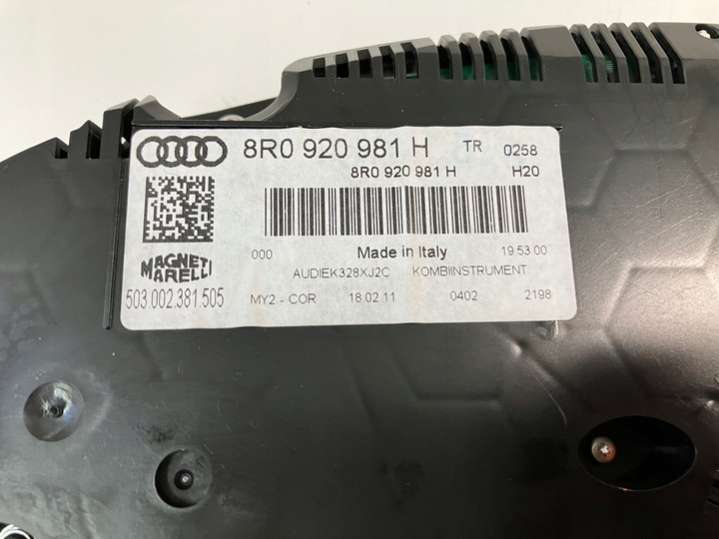 8R0 920 981 H TR 0258
8R0 920 981 H H20
000 Made in Italy 19 53 00
MAGNETI
MARELLI
AUDIEK328XJ2C KOMBIINSTRUMENT
503.002.381.505 MY2 - COR 18 02 11 0402 2198